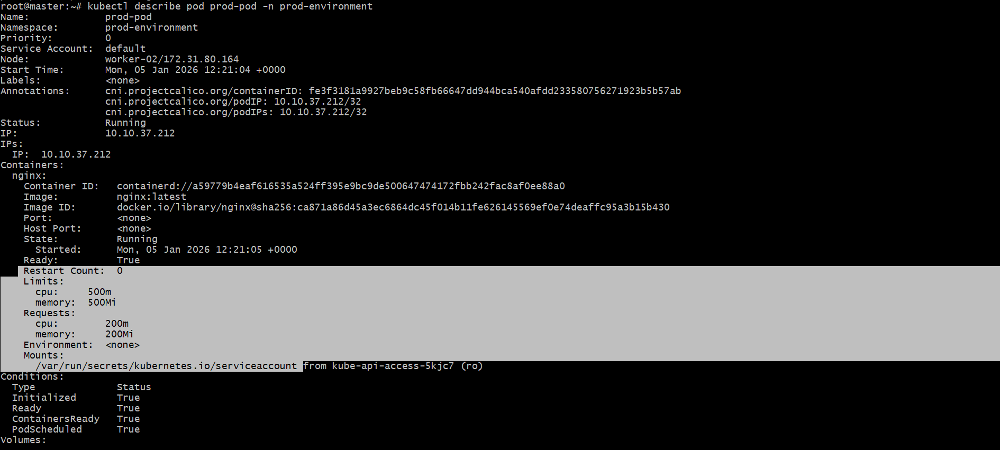 root@master:~# kubectl describe pod prod-pod -n prod-environment
Name:             prod-pod
Namespace:        prod-environment
Priority:         0
Service Account:  default
Node:             worker-02/172.31.80.164
Start Time:       Mon, 05 Jan 2026 12:21:04 +0000
Labels:           <none>
Annotations:      cni.projectcalico.org/containerID: fe3f3181a9927beb9c58fb66647dd944bca540afdd233580756271923b5b57ab
                  cni.projectcalico.org/podIP: 10.10.37.212/32
                  cni.projectcalico.org/podIPs: 10.10.37.212/32
Status:           Running
IP:               10.10.37.212
IPs:
  IP:  10.10.37.212
Containers:
  nginx:
    Container ID:   containerd://a59779b4eaf616535a524ff395e9bc9de500647474172fbb242fac8af0ee88a0
    Image:          nginx:latest
    Image ID:       docker.io/library/nginx@sha256:ca871a86d45a3ec6864dc45f014b11fe626145569ef0e74deaffc95a3b15b430
    Port:           <none>
    Host Port:      <none>
    State:          Running
      Started:      Mon, 05 Jan 2026 12:21:05 +0000
    Ready:          True
    Restart Count:  0
    Limits:
      cpu:     500m
      memory:  500Mi
    Requests:
      cpu:        200m
      memory:     200Mi
    Environment:  <none>
    Mounts:
      /var/run/secrets/kubernetes.io/serviceaccount from kube-api-access-5kjc7 (ro)
Conditions:
  Type              Status
  Initialized       True
  Ready             True
  ContainersReady   True
  PodScheduled      True
Volumes: